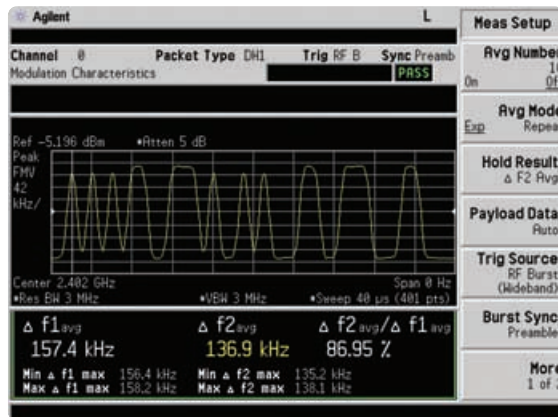 Agilent L
Meas Setup
Channel 0 Packet Type DH1 Trig RF B Sync Preamb
Modulation Characteristics PASS
Avg Number
10
On Of
Avg Mode
Exp Repea
Ref -5.196 dBm *Atten 5 dB
Peak
FMV
42
kHz/
Hold Result
Δ F2 Avg
Payload Data
Auto
Trig Source
RF Burst
(Wideband)
Center 2.402 GHz Span 0 Hz
*Res BW 3 MHz *VBW 3 MHz *Sweep 40 µs (401 pts)
Burst Sync
Preamble
Δ f1avg Δ f2avg Δ f2avg/Δ f1avg
157.4 kHz 136.9 kHz 86.95 %
Min Δ f1 max 156.4 kHz Min Δ f2 max 135.2 kHz
Max Δ f1 max 158.2 kHz Max Δ f2 max 138.1 kHz
More
1 of